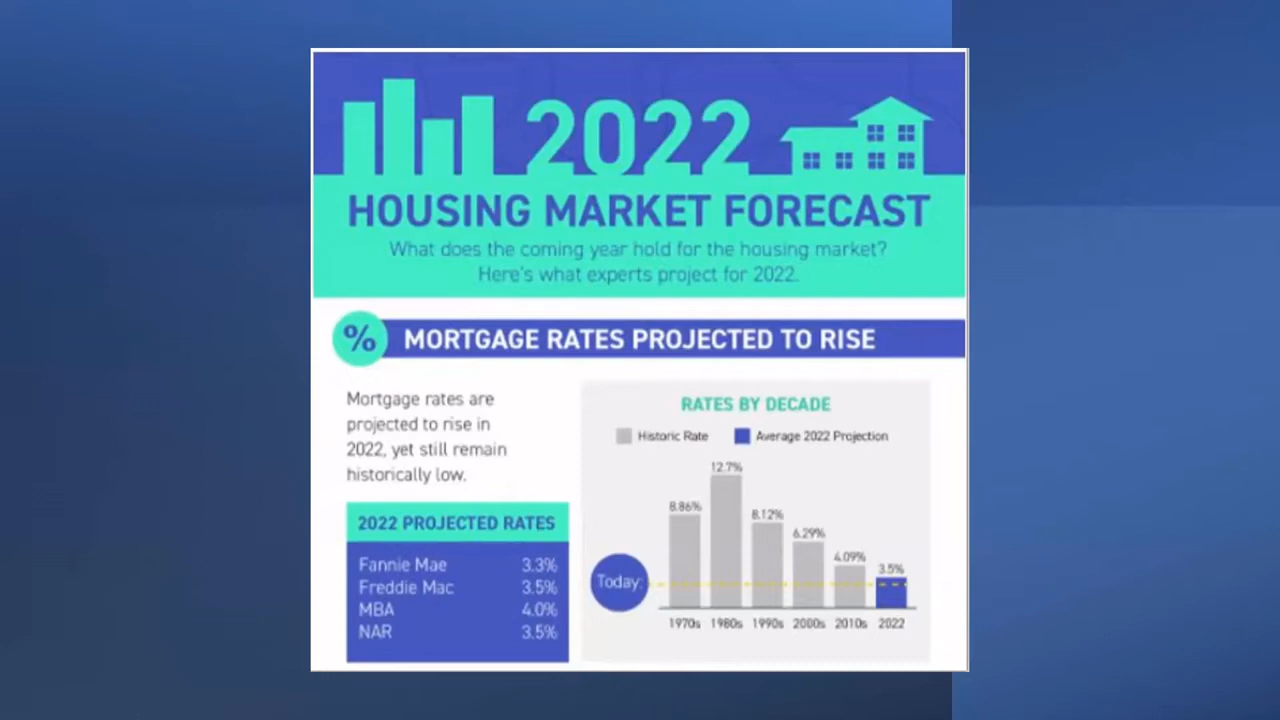 2022
HOUSING MARKET FORECAST
What does the coming year hold for the housing market?
Here's what experts project for 2022.
% MORTGAGE RATES PROJECTED TO RISE
Mortgage rates are
projected to rise in
2022, yet still remain
historically low.
2022 PROJECTED RATES
Fannie Mae 3.3%
Freddie Mac 3.5%
MBA 4.0%
NAR 3.5%
RATES BY DECADE
Historic Rate Average 2022 Projection
12.7%
8.86% 8.12%
6.29%
4.09%
3.5%
Today:
1970s 1980s 1990s 2000s 2010s 2022